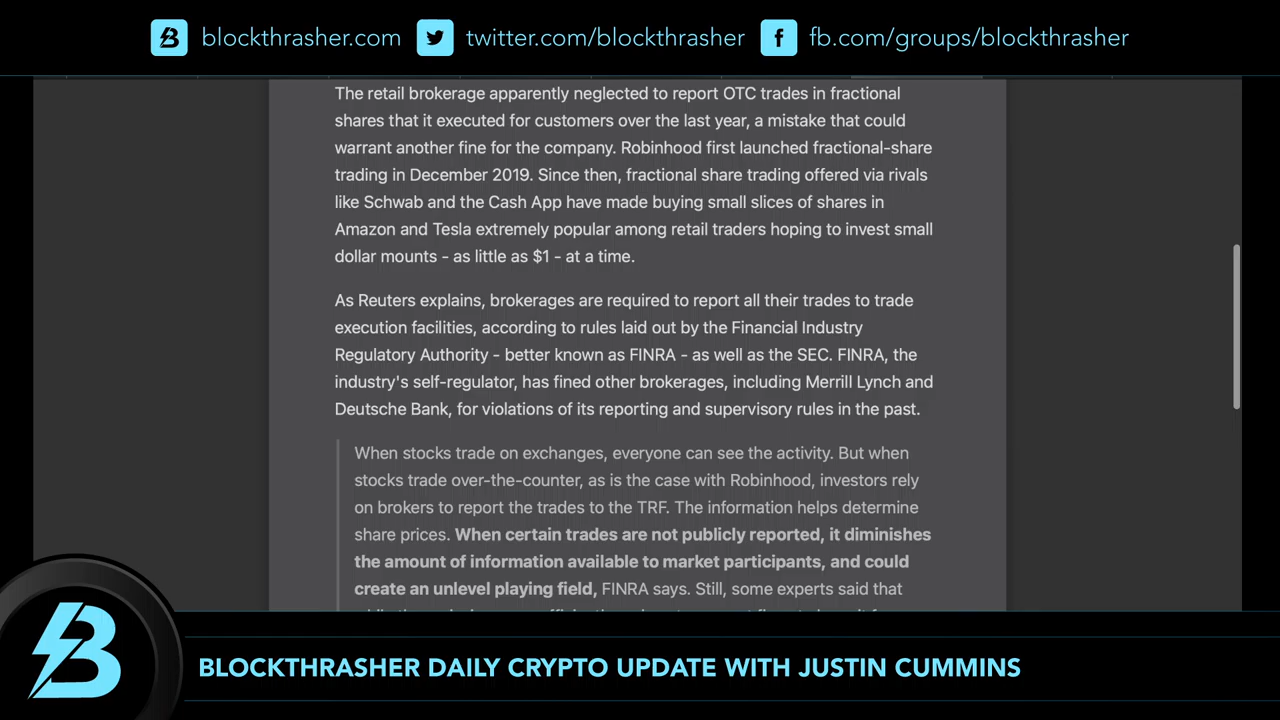 blockthrasher.com twitter.com/blockthrasher fb.com/groups/blockthrasher
The retail brokerage apparently neglected to report OTC trades in fractional
shares that it executed for customers over the last year, a mistake that could
warrant another fine for the company. Robinhood first launched fractional-share
trading in December 2019. Since then, fractional share trading offered via rivals
like Schwab and the Cash App have made buying small slices of shares in
Amazon and Tesla extremely popular among retail traders hoping to invest small
dollar mounts - as little as $1 - at a time.
As Reuters explains, brokerages are required to report all their trades to trade
execution facilities, according to rules laid out by the Financial Industry
Regulatory Authority - better known as FINRA - as well as the SEC. FINRA, the
industry's self-regulator, has fined other brokerages, including Merrill Lynch and
Deutsche Bank, for violations of its reporting and supervisory rules in the past.
When stocks trade on exchanges, everyone can see the activity. But when
stocks trade over-the-counter, as is the case with Robinhood, investors rely
on brokers to report the trades to the TRF. The information helps determine
share prices. When certain trades are not publicly reported, it diminishes
the amount of information available to market participants, and could
create an unlevel playing field, FINRA says. Still, some experts said that
BLOCKTHRASHER DAILY CRYPTO UPDATE WITH JUSTIN CUMMINS